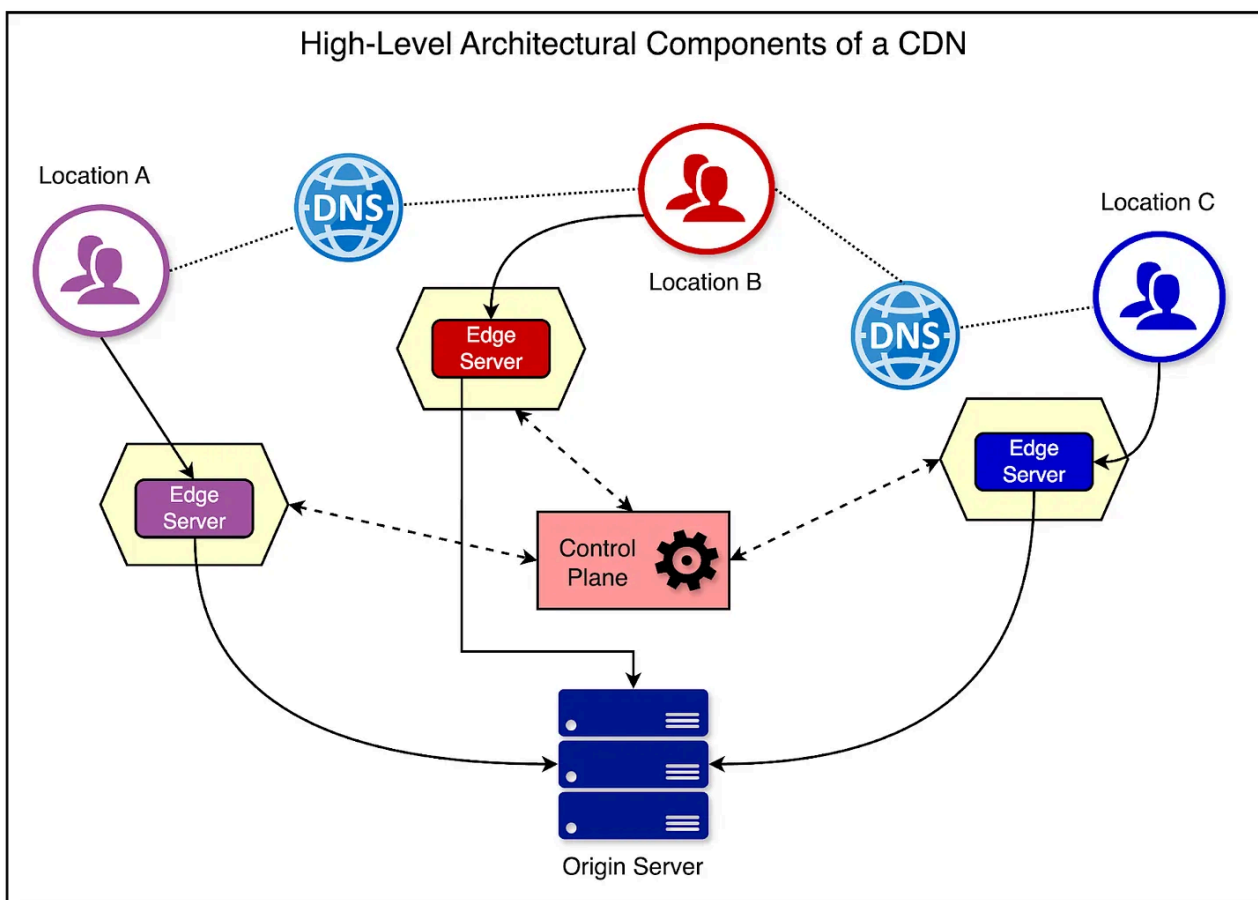 High-Level Architectural Components of a CDN
Location A
DNS
Location B
Location C
DNS
Edge
Server
Edge
Server
Edge
Server
Control
Plane
Origin Server